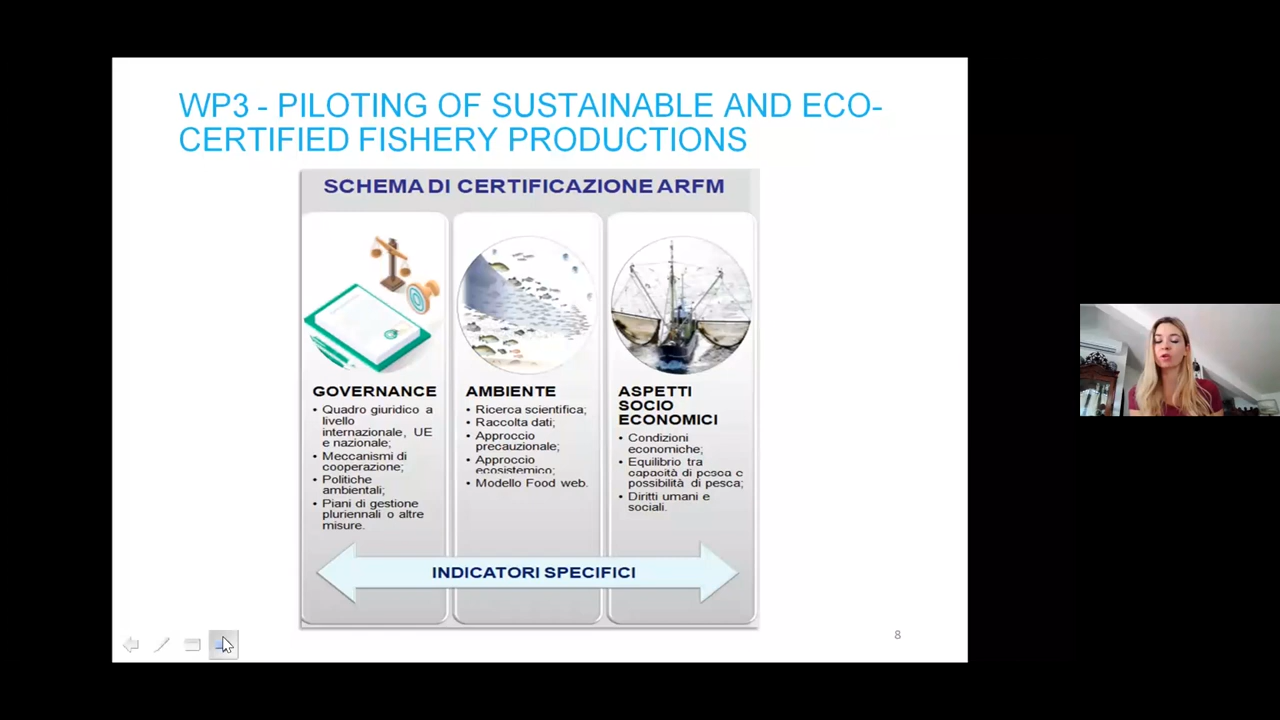 WP3 - PILOTING OF SUSTAINABLE AND ECO-
CERTIFIED FISHERY PRODUCTIONS
SCHEMA DI CERTIFICAZIONE ARFM
GOVERNANCE
• Quadro giuridico a
livello
internazionale, UE
e nazionale;
• Meccanismi di
cooperazione;
• Politiche
ambientali;
• Piani di gestione
pluriennali o altre
misure.
AMBIENTE
• Ricerca scientifica;
• Raccolta dati;
• Approccio
precauzionale;
• Approccio
ecosistemico;
• Modello Food web.
ASPETTI
SOCIO
ECONOMICI
• Condizioni
economiche;
• Equilibrio tra
capacità di pesca e
possibilità di pesca;
• Diritti umani e
sociali.
INDICATORI SPECIFICI
8